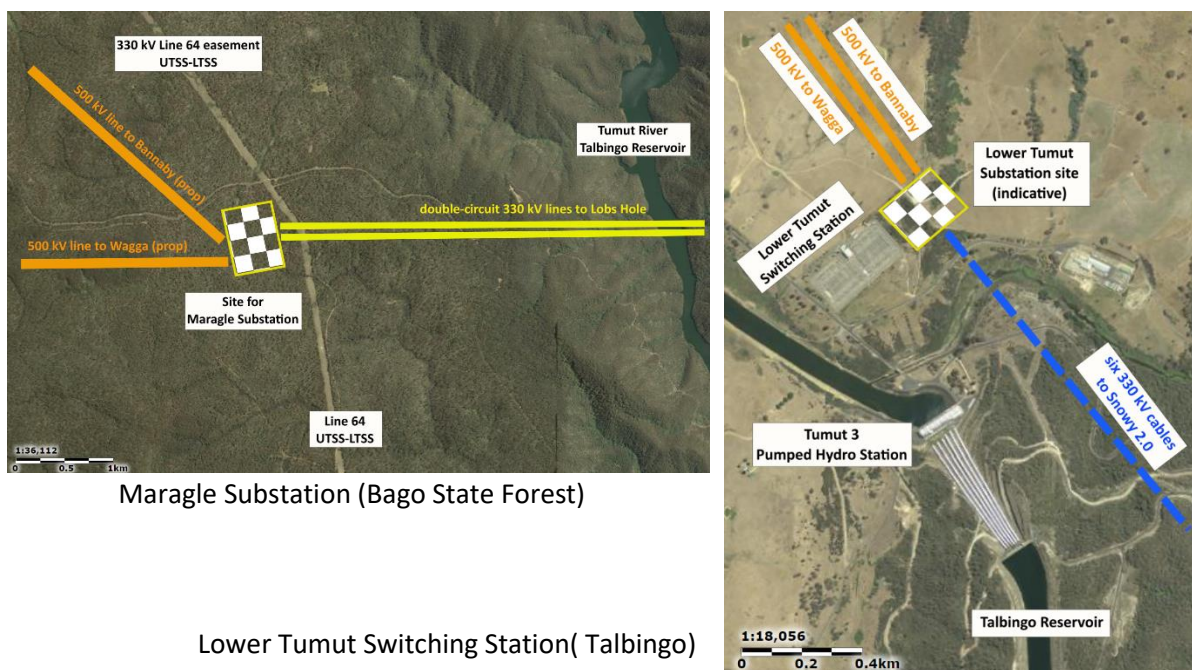 330 kV Line 64 easement
UTSS-LTSS
500 kV line to Bannaby (prop)
Tumut River
Talbingo Reservoir
double-circuit 330 kV lines to Lobs Hole
500 kV line to Wagga (prop)
Site for
Maragle Substation
Line 64
UTSS-LTSS
1:36,112
0 0.5 1km
Maragle Substation (Bago State Forest)
500 kV to Wagga
500 kV to Bannaby
Lower Tumut
Substation site
(indicative)
Lower Tumut
Switching Station
six 330 kV cables
to Snowy 2.0
Tumut 3
Pumped Hydro Station
Talbingo Reservoir
1:18,056
0 0.2 0.4km
Lower Tumut Switching Station( Talbingo)